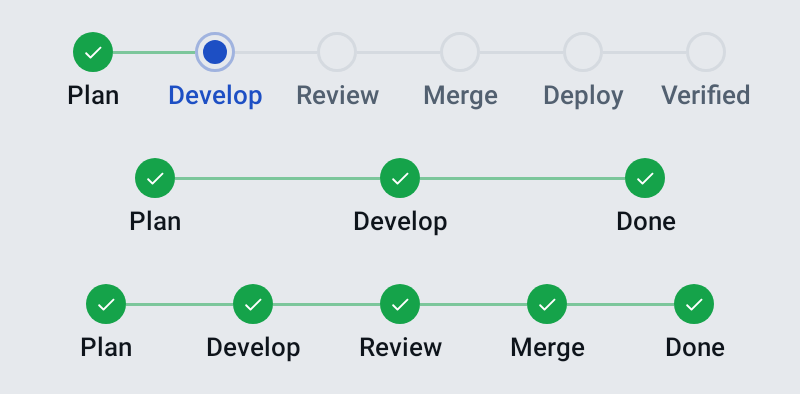 Plan Develop Review Merge Deploy Verified
Plan Develop Done
Plan Develop Review Merge Done